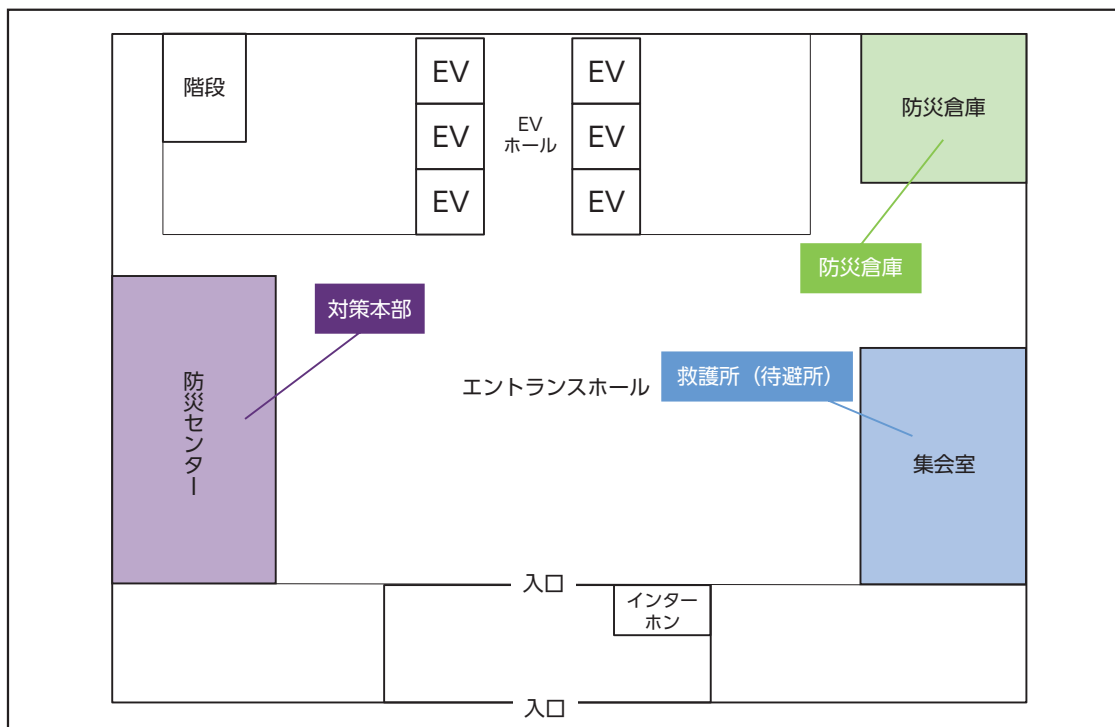 階段
EV
EV
EV
EV
ホール
EV
EV
EV
防災倉庫
防災倉庫
対策本部
防災センター
エントランスホール
救護所（待避所）
集会室
入口
インター
ホン
入口